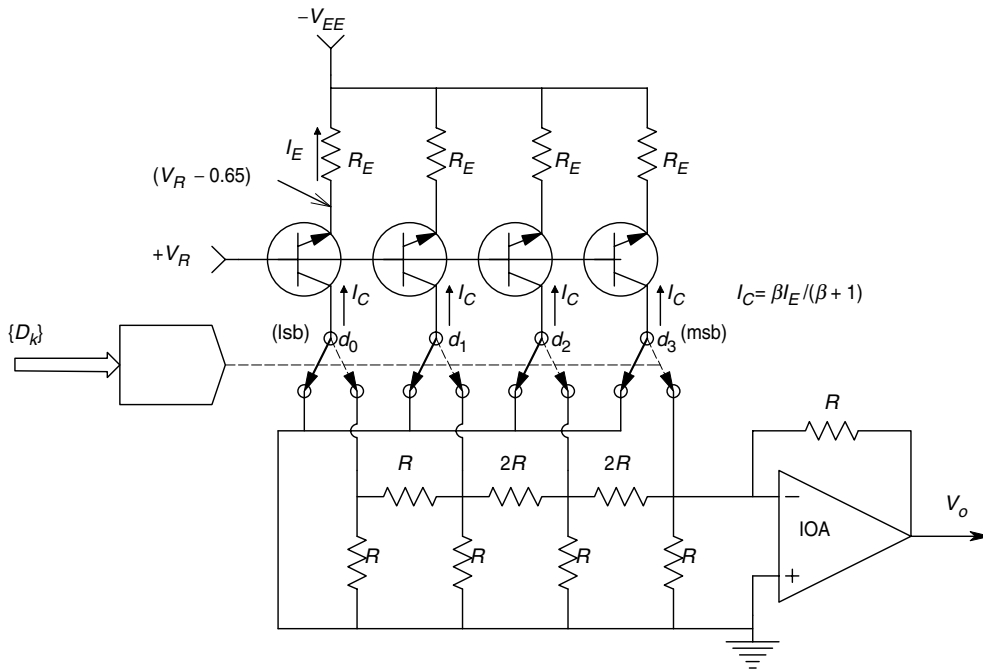 −V_EE
I_E
R_E R_E R_E R_E
(V_R − 0.65)
+V_R
I_C I_C I_C I_C
I_C = βI_E/(β + 1)
{D_k}
(lsb) d_0 d_1 d_2 d_3 (msb)
R 2R 2R R
R R R R
− IOA V_o
+